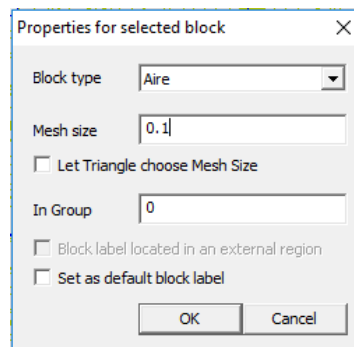 Properties for selected block
Block type Aire
Mesh size 0.1
Let Triangle choose Mesh Size
In Group 0
Block label located in an external region
Set as default block label
OK Cancel